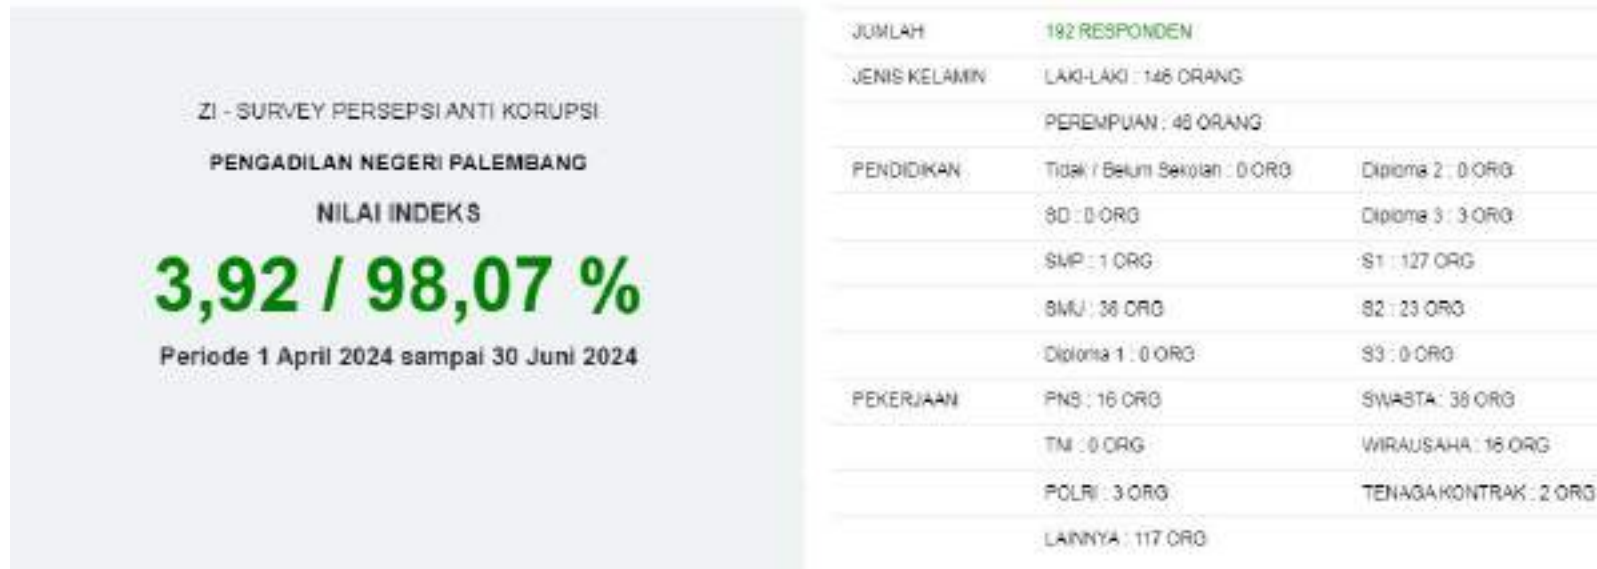 ZI - SURVEY PERSEPSI ANTI KORUPSI
PENGADILAN NEGERI PALEMBANG
NILAI INDEKS
3,92 / 98,07 %
Periode 1 April 2024 sampai 30 Juni 2024
JUMLAH 192 RESPONDEN
JENIS KELAMIN LAKI-LAKI : 146 ORANG
PEREMPUAN : 46 ORANG
PENDIDIKAN Tidak / Belum Sekolah : 0 ORG Diploma 2 : 0 ORG
SD : 0 ORG Diploma 3 : 3 ORG
SMP : 1 ORG S1 : 127 ORG
SMU : 38 ORG S2 : 23 ORG
Diploma 1 : 0 ORG S3 : 0 ORG
PEKERJAAN PNS : 16 ORG SWASTA : 38 ORG
TNI : 0 ORG WIRAUSAHA : 16 ORG
POLRI : 3 ORG TENAGA KONTRAK : 2 ORG
LAINNYA : 117 ORG